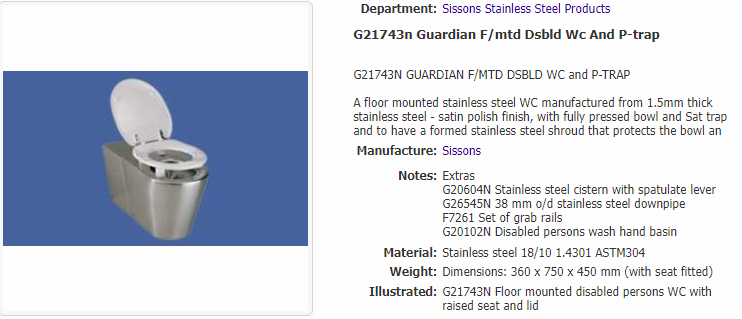 Department: Sissons Stainless Steel Products
G21743n Guardian F/mtd Dsbld Wc And P-trap
G21743N GUARDIAN F/MTD DSBLD WC and P-TRAP
A floor mounted stainless steel WC manufactured from 1.5mm thick
stainless steel - satin polish finish, with fully pressed bowl and Sat trap
and to have a formed stainless steel shroud that protects the bowl an
Manufacture: Sissons
Notes: Extras
G20604N Stainless steel cistern with spatulate lever
G26545N 38 mm o/d stainless steel downpipe
F7261 Set of grab rails
G20102N Disabled persons wash hand basin
Material: Stainless steel 18/10 1.4301 ASTM304
Weight: Dimensions: 360 x 750 x 450 mm (with seat fitted)
Illustrated: G21743N Floor mounted disabled persons WC with
raised seat and lid